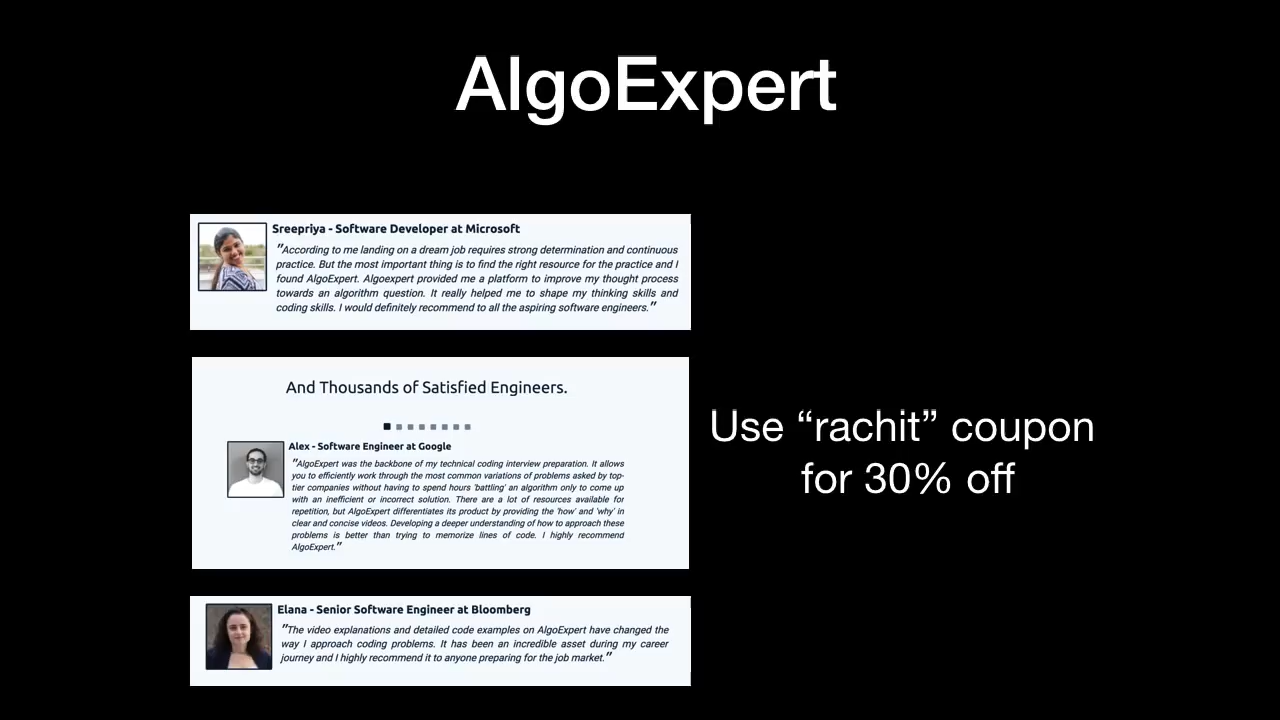 AlgoExpert
Sreepriya - Software Developer at Microsoft
"According to me landing on a dream job requires strong determination and continuous
practice. But the most important thing is to find the right resource for the practice and I
found AlgoExpert. Algoexpert provided me a platform to improve my thought process
towards an algorithm question. It really helped me to shape my thinking skills and
coding skills. I would definitely recommend to all the aspiring software engineers."
And Thousands of Satisfied Engineers.
Alex - Software Engineer at Google
"AlgoExpert was the backbone of my technical coding interview preparation. It allows
you to efficiently work through the most common variations of problems asked by top-
tier companies without having to spend hours 'battling' an algorithm only to come up
with an inefficient or incorrect solution. There are a lot of resources available for
repetition, but AlgoExpert differentiates its product by providing the 'how' and 'why' in
clear and concise videos. Developing a deeper understanding of how to approach these
problems is better than trying to memorize lines of code. I highly recommend
AlgoExpert."
Elana - Senior Software Engineer at Bloomberg
"The video explanations and detailed code examples on AlgoExpert have changed the
way I approach coding problems. It has been an incredible asset during my career
journey and I highly recommend it to anyone preparing for the job market."
Use “rachit” coupon
for 30% off